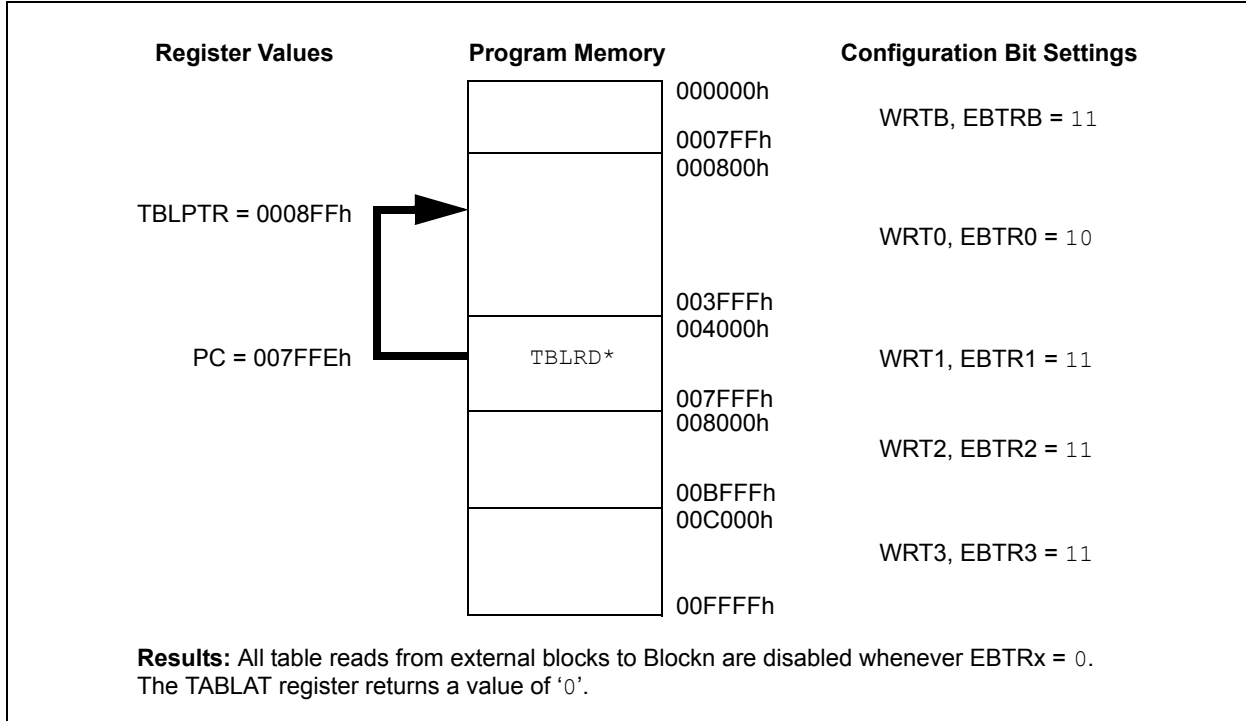 Register Values Program Memory Configuration Bit Settings
000000h
WRTB, EBTRB = 11
0007FFh
000800h
TBLPTR = 0008FFh
WRT0, EBTR0 = 10
003FFFh
004000h
PC = 007FFEh TBLRD* WRT1, EBTR1 = 11
007FFFh
008000h
WRT2, EBTR2 = 11
00BFFFh
00C000h
WRT3, EBTR3 = 11
00FFFFh
Results: All table reads from external blocks to Blockn are disabled whenever EBTRx = 0.
The TABLAT register returns a value of ‘0’.